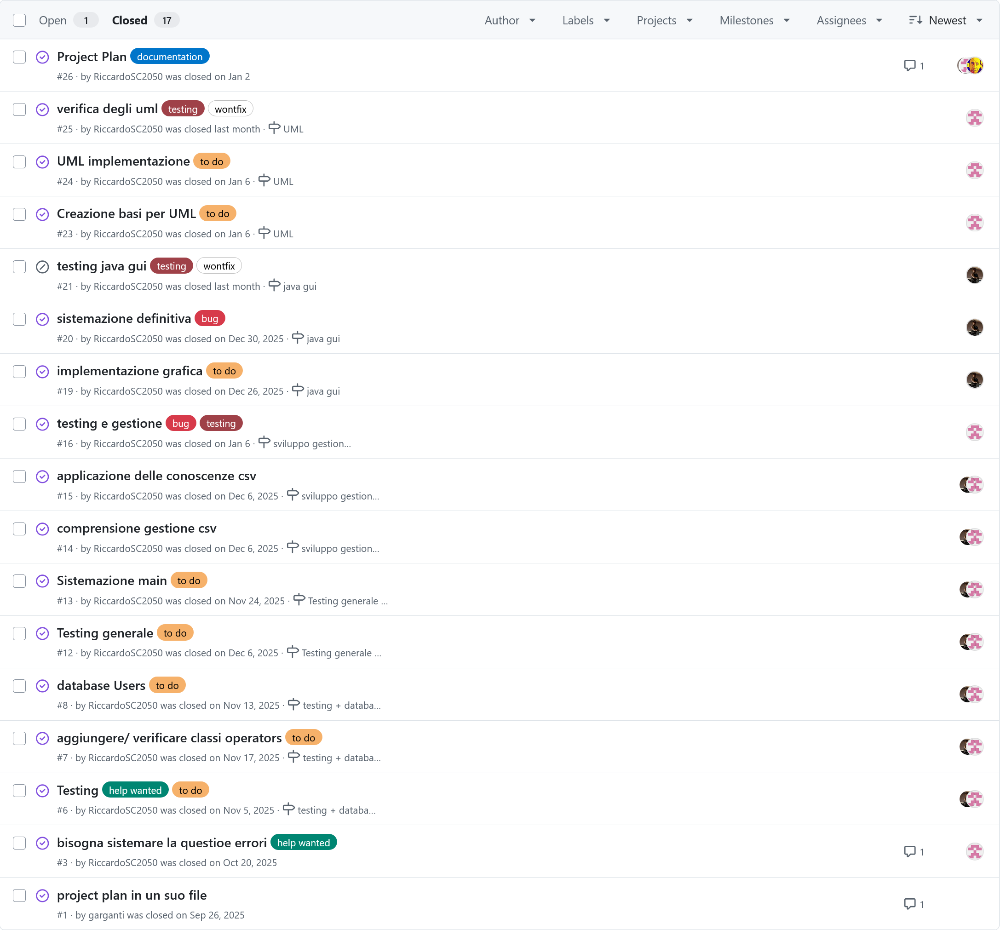 Open 1 Closed 17 Author Labels Projects Milestones Assignees Newest
Project Plan documentation
#26 · by RiccardoSC2050 was closed on Jan 2
1
verifica degli uml testing wontfix
#25 · by RiccardoSC2050 was closed last month · UML
UML implementazione to do
#24 · by RiccardoSC2050 was closed on Jan 6 · UML
Creazione basi per UML to do
#23 · by RiccardoSC2050 was closed on Jan 6 · UML
testing java gui testing wontfix
#21 · by RiccardoSC2050 was closed last month · java gui
sistemazione definitiva bug
#20 · by RiccardoSC2050 was closed on Dec 30, 2025 · java gui
implementazione grafica to do
#19 · by RiccardoSC2050 was closed on Dec 26, 2025 · java gui
testing e gestione bug testing
#16 · by RiccardoSC2050 was closed on Jan 6 · sviluppo gestion...
applicazione delle conoscenze csv
#15 · by RiccardoSC2050 was closed on Dec 6, 2025 · sviluppo gestion...
comprensione gestione csv
#14 · by RiccardoSC2050 was closed on Dec 6, 2025 · sviluppo gestion...
Sistemazione main to do
#13 · by RiccardoSC2050 was closed on Nov 24, 2025 · Testing generale ...
Testing generale to do
#12 · by RiccardoSC2050 was closed on Dec 6, 2025 · Testing generale ...
database Users to do
#8 · by RiccardoSC2050 was closed on Nov 13, 2025 · testing + databa...
aggiungere/ verificare classi operators to do
#7 · by RiccardoSC2050 was closed on Nov 17, 2025 · testing + databa...
Testing help wanted to do
#6 · by RiccardoSC2050 was closed on Nov 5, 2025 · testing + databa...
bisogna sistemare la questioe errori help wanted
#3 · by RiccardoSC2050 was closed on Oct 20, 2025
1
project plan in un suo file
#1 · by garganti was closed on Sep 26, 2025
1